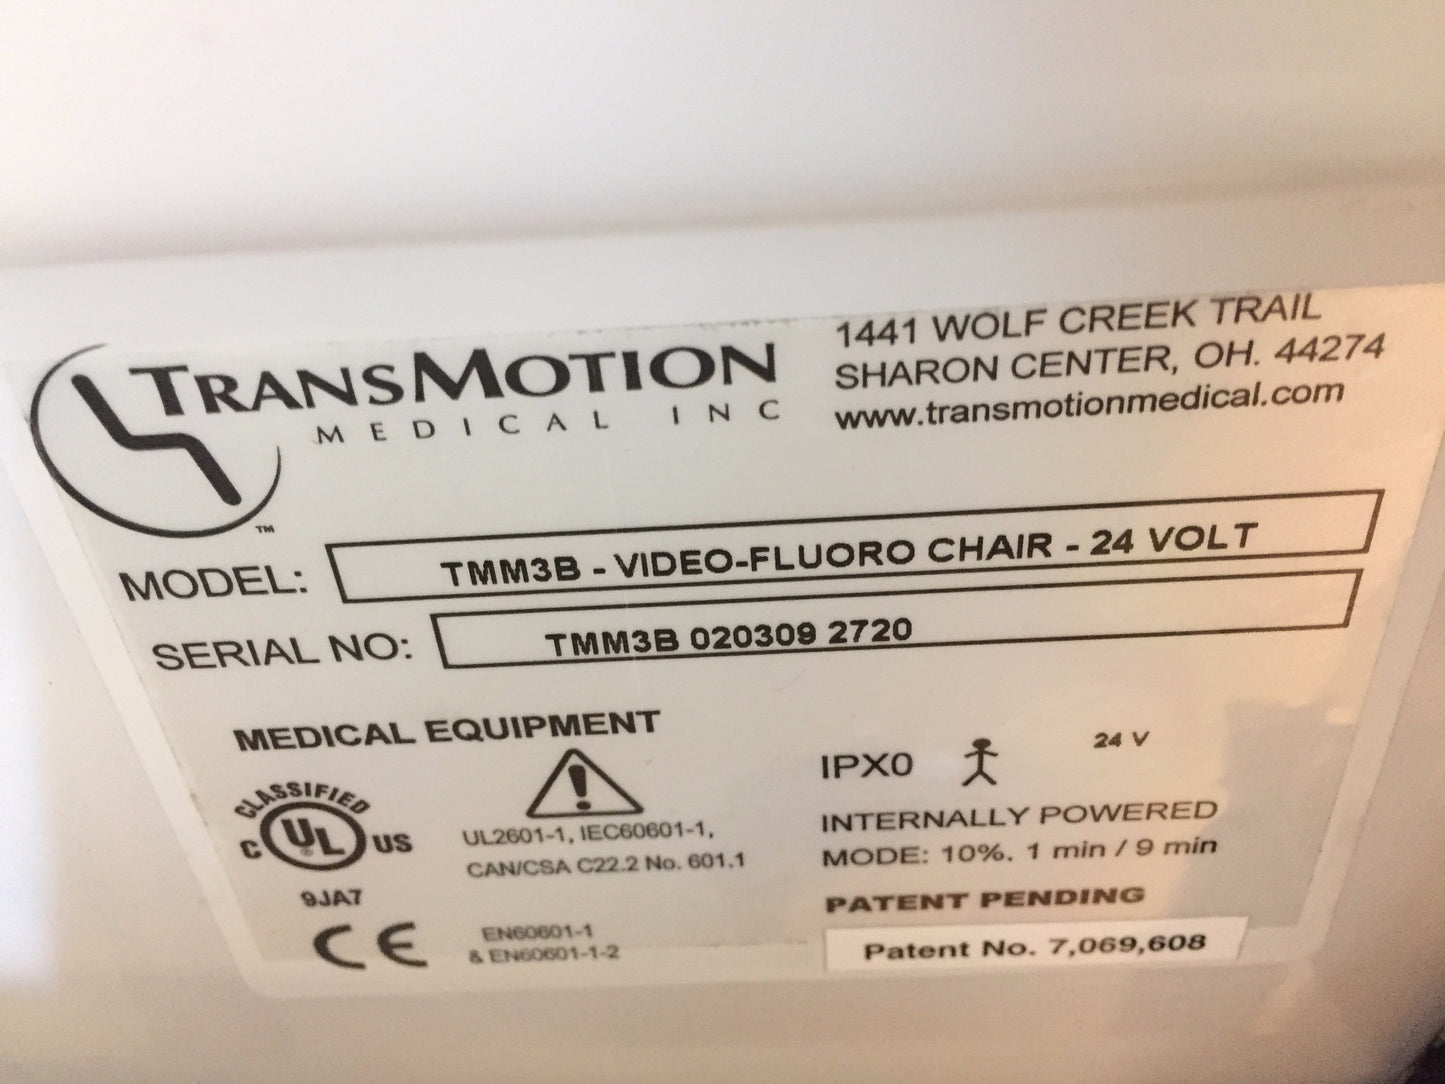 TRANSMOTION
MEDICAL INC
™
1441 WOLF CREEK TRAIL
SHARON CENTER, OH. 44274
www.transmotionmedical.com
MODEL: TMM3B - VIDEO-FLUORO CHAIR - 24 VOLT
SERIAL NO: TMM3B 020309 2720
MEDICAL EQUIPMENT
CLASSIFIED
C UL® US
9JA7
CE
!
UL2601-1, IEC60601-1,
CAN/CSA C22.2 No. 601.1
EN60601-1
& EN60601-1-2
IPX0 24 V
INTERNALLY POWERED
MODE: 10%. 1 min / 9 min
PATENT PENDING
Patent No. 7,069,608